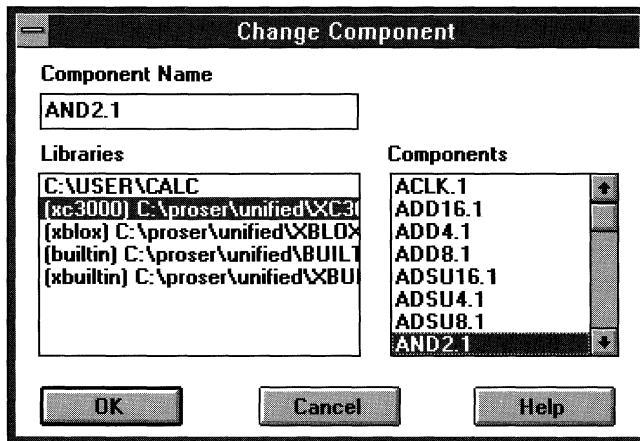 Change Component
Component Name
AND2.1
Libraries
C:\USER\CALC
(xc3000) C:\proser\unified\XC30
(xblox) C:\proser\unified\XBLOX
(builtin) C:\proser\unified\BUILT
(xbuiltin) C:\proser\unified\XBUI
Components
ACLK.1
ADD16.1
ADD4.1
ADD8.1
ADSU16.1
ADSU4.1
ADSU8.1
AND2.1
OK
Cancel
Help